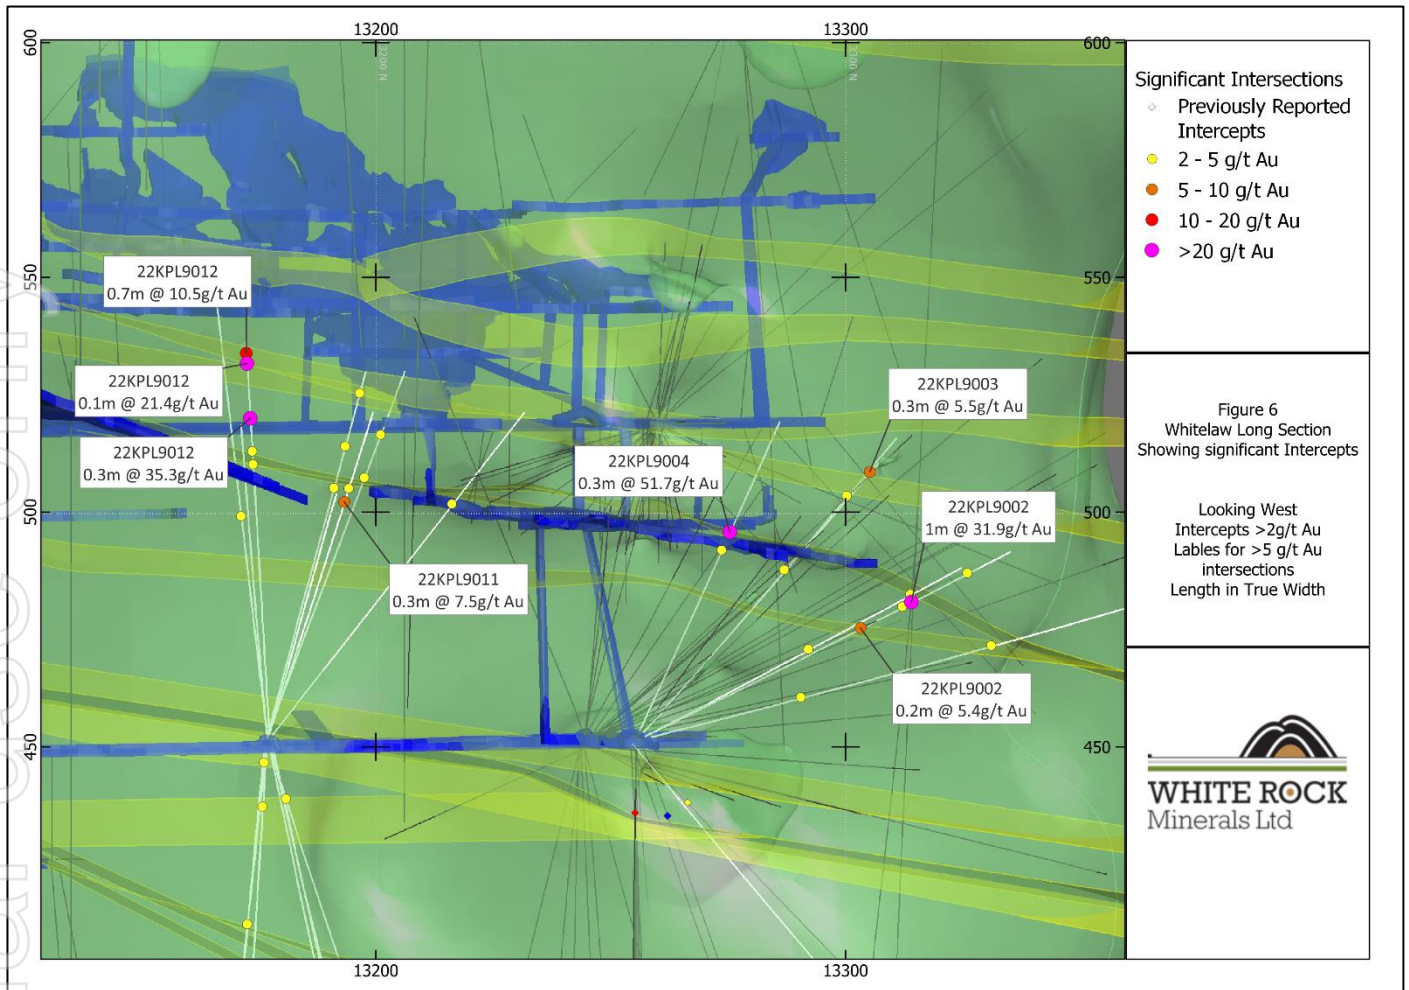 13200
13300
600
3200 N
3300 N
600
22KPL9012
0.7m @ 10.5g/t Au
550
550
22KPL9012
0.1m @ 21.4g/t Au
22KPL9003
0.3m @ 5.5g/t Au
22KPL9012
0.3m @ 35.3g/t Au
22KPL9004
0.3m @ 51.7g/t Au
22KPL9002
1m @ 31.9g/t Au
500
500
22KPL9011
0.3m @ 7.5g/t Au
22KPL9002
0.2m @ 5.4g/t Au
450
450
13200
13300
Significant Intersections
Previously Reported
Intercepts
2 - 5 g/t Au
5 - 10 g/t Au
10 - 20 g/t Au
>20 g/t Au
Figure 6
Whitelaw Long Section
Showing significant Intercepts
Looking West
Intercepts >2g/t Au
Lables for >5 g/t Au
intersections
Length in True Width
WHITE ROCK
Minerals Ltd